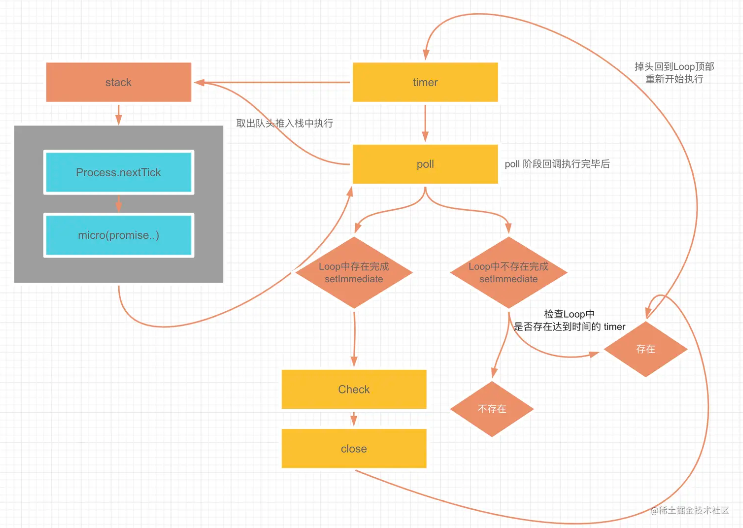 掉头回到Loop顶部
重新开始执行
stack
timer
取出队头推入栈中执行
Process.nextTick
poll
poll 阶段回调执行完毕后
micro(promise..)
Loop中存在完成
setImmediate
Loop中不存在完成
setImmediate
检查Loop中
是否存在达到时间的 timer
存在
Check
不存在
close
@稀土掘金技术社区